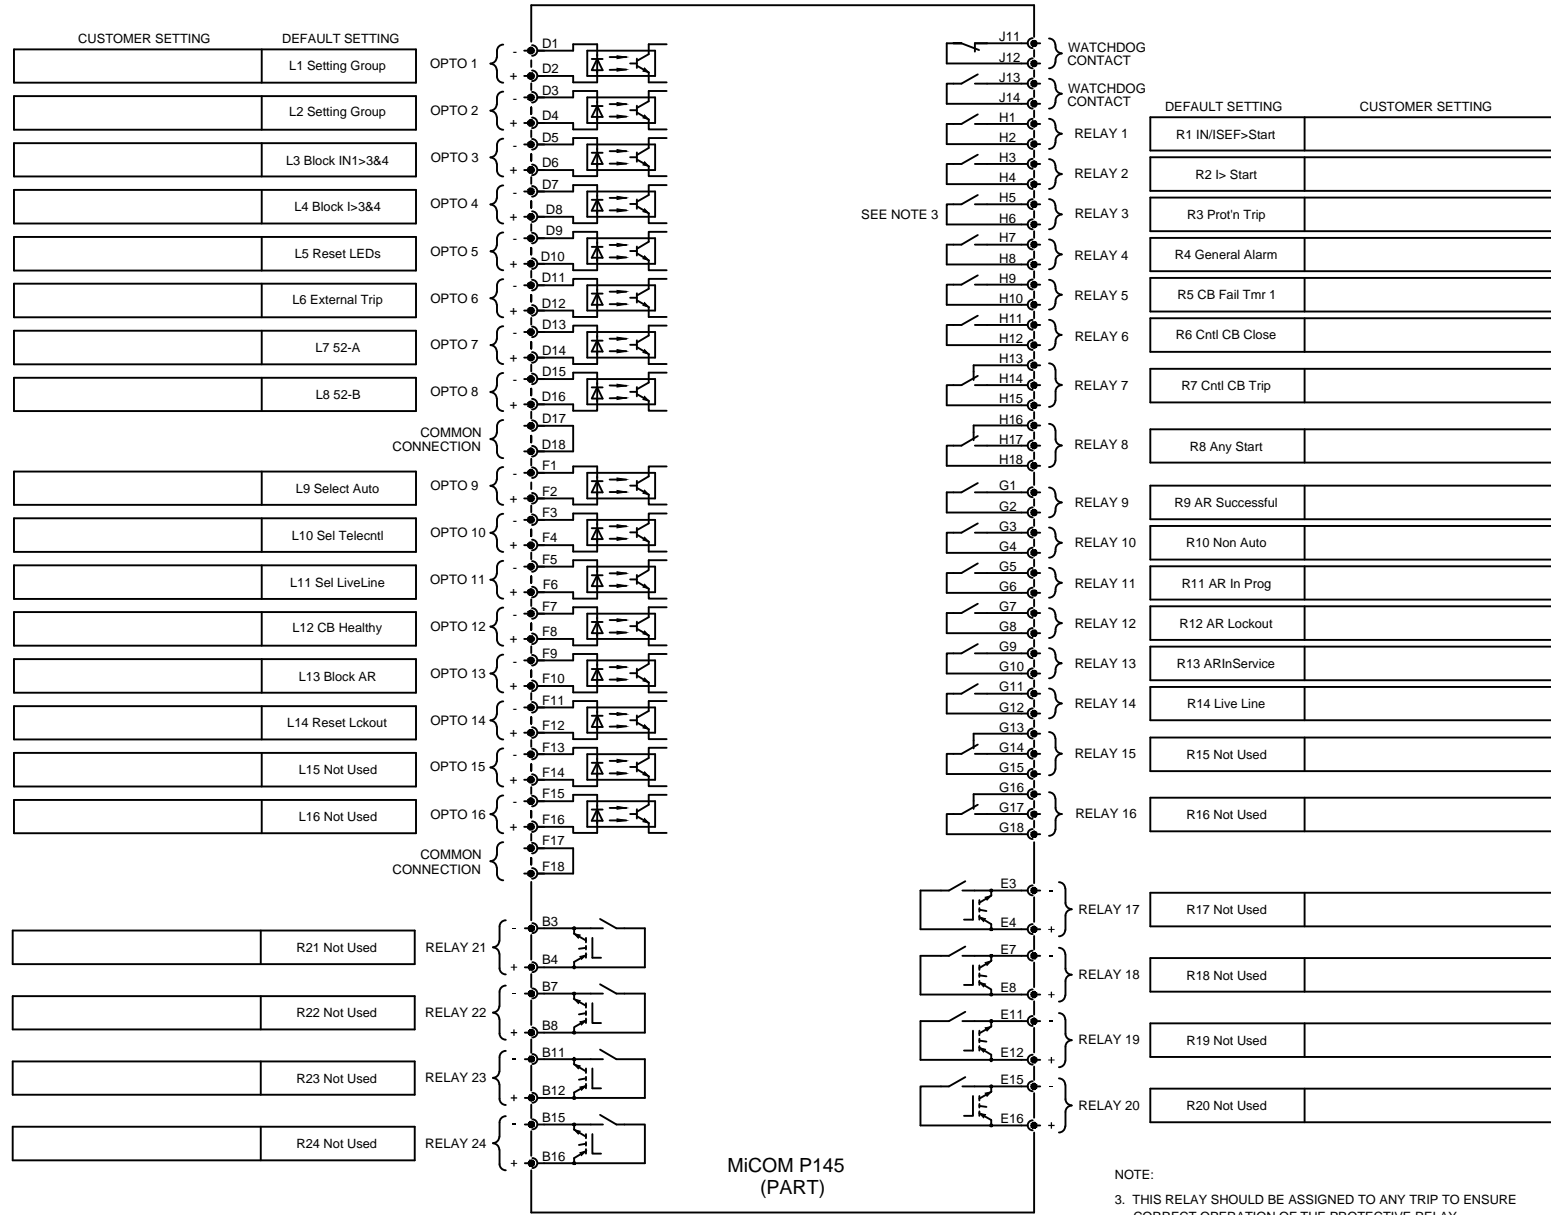 CUSTOMER SETTING DEFAULT SETTING
L1 Setting Group OPTO 1 - D1 + D2
L2 Setting Group OPTO 2 - D3 + D4
L3 Block IN1>3&4 OPTO 3 - D5 + D6
L4 Block I>3&4 OPTO 4 - D7 + D8
L5 Reset LEDs OPTO 5 - D9 + D10
L6 External Trip OPTO 6 - D11 + D12
L7 52-A OPTO 7 - D13 + D14
L8 52-B OPTO 8 - D15 + D16
COMMON CONNECTION D17 D18
L9 Select Auto OPTO 9 - F1 + F2
L10 Sel Telecntl OPTO 10 - F3 + F4
L11 Sel LiveLine OPTO 11 - F5 + F6
L12 CB Healthy OPTO 12 - F7 + F8
L13 Block AR OPTO 13 - F9 + F10
L14 Reset Lckout OPTO 14 - F11 + F12
L15 Not Used OPTO 15 - F13 + F14
L16 Not Used OPTO 16 - F15 + F16
COMMON CONNECTION F17 F18
R21 Not Used RELAY 21 - B3 + B4
R22 Not Used RELAY 22 - B7 + B8
R23 Not Used RELAY 23 - B11 + B12
R24 Not Used RELAY 24 - B15 + B16
MiCOM P145
(PART)
J11 J12 WATCHDOG CONTACT
J13 J14 WATCHDOG CONTACT
DEFAULT SETTING CUSTOMER SETTING
H1 H2 RELAY 1 R1 IN/ISEF>Start
H3 H4 RELAY 2 R2 I> Start
SEE NOTE 3 H5 H6 RELAY 3 R3 Prot'n Trip
H7 H8 RELAY 4 R4 General Alarm
H9 H10 RELAY 5 R5 CB Fail Tmr 1
H11 H12 RELAY 6 R6 Cntl CB Close
H13 H14 H15 RELAY 7 R7 Cntl CB Trip
H16 H17 H18 RELAY 8 R8 Any Start
G1 G2 RELAY 9 R9 AR Successful
G3 G4 RELAY 10 R10 Non Auto
G5 G6 RELAY 11 R11 AR In Prog
G7 G8 RELAY 12 R12 AR Lockout
G9 G10 RELAY 13 R13 ARInService
G11 G12 RELAY 14 R14 Live Line
G13 G14 G15 RELAY 15 R15 Not Used
G16 G17 G18 RELAY 16 R16 Not Used
E3 - E4 + RELAY 17 R17 Not Used
E7 - E8 + RELAY 18 R18 Not Used
E11 - E12 + RELAY 19 R19 Not Used
E15 - E16 + RELAY 20 R20 Not Used
NOTE:
3. THIS RELAY SHOULD BE ASSIGNED TO ANY TRIP TO ENSURE
CORRECT OPERATION OF THE PROTECTIVE RELAY